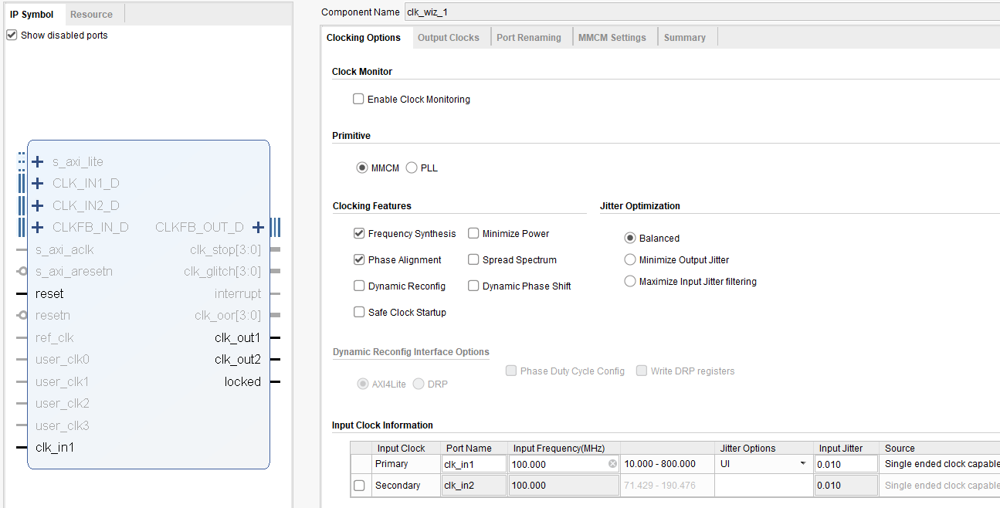 IP Symbol Resource
Show disabled ports
s_axi_lite
CLK_IN1_D
CLK_IN2_D
CLKFB_IN_D CLKFB_OUT_D
s_axi_aclk clk_stop[3:0]
s_axi_aresetn clk_glitch[3:0]
reset interrupt
resetn clk_oor[3:0]
ref_clk clk_out1
user_clk0 clk_out2
user_clk1 locked
user_clk2
user_clk3
clk_in1
Component Name clk_wiz_1
Clocking Options Output Clocks Port Renaming MMCM Settings Summary
Clock Monitor
Enable Clock Monitoring
Primitive
MMCM PLL
Clocking Features Jitter Optimization
Frequency Synthesis Minimize Power Balanced
Phase Alignment Spread Spectrum Minimize Output Jitter
Dynamic Reconfig Dynamic Phase Shift Maximize Input Jitter filtering
Safe Clock Startup
Dynamic Reconfig Interface Options
Phase Duty Cycle Config Write DRP registers
AXI4Lite DRP
Input Clock Information
Input Clock Port Name Input Frequency(MHz) Jitter Options Input Jitter Source
Primary clk_in1 100.000 10.000 - 800.000 UI 0.010 Single ended clock capable
Secondary clk_in2 100.000 71.429 - 190.476 0.010 Single ended clock capable